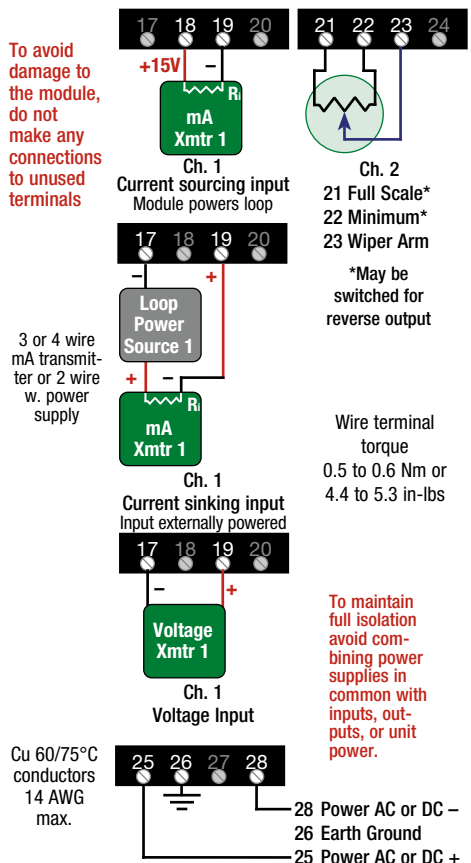 17 18 19 20
To avoid
damage to
the module,
do not
make any
connections
to unused
terminals
+15V –
Ri
mA
Xmtr 1
Ch. 1
Current sourcing input
Module powers loop
21 22 23 24
Ch. 2
21 Full Scale*
22 Minimum*
23 Wiper Arm
*May be
switched for
reverse output
17 18 19 20
– +
Loop
Power
Source 1
3 or 4 wire
mA transmit-
ter or 2 wire
w. power
supply
+ –
Ri
mA
Xmtr 1
Ch. 1
Current sinking input
Input externally powered
Wire terminal
torque
0.5 to 0.6 Nm or
4.4 to 5.3 in-lbs
17 18 19 20
– +
Voltage
Xmtr 1
Ch. 1
Voltage Input
To maintain
full isolation
avoid com-
bining power
supplies in
common with
inputs, out-
puts, or unit
power.
Cu 60/75°C
conductors
14 AWG
max.
25 26 27 28
28 Power AC or DC –
26 Earth Ground
25 Power AC or DC +